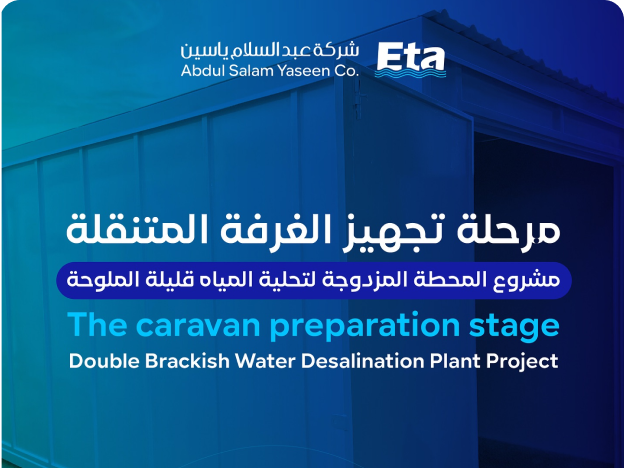 شركة عبد السلام ياسين
Abdul Salam Yaseen Co.
Eta
مرحلة تجهيز الغرفة المتنقلة
مشروع المحطة المزدوجة لتحلية المياه قليلة الملوحة
The caravan preparation stage
Double Brackish Water Desalination Plant Project